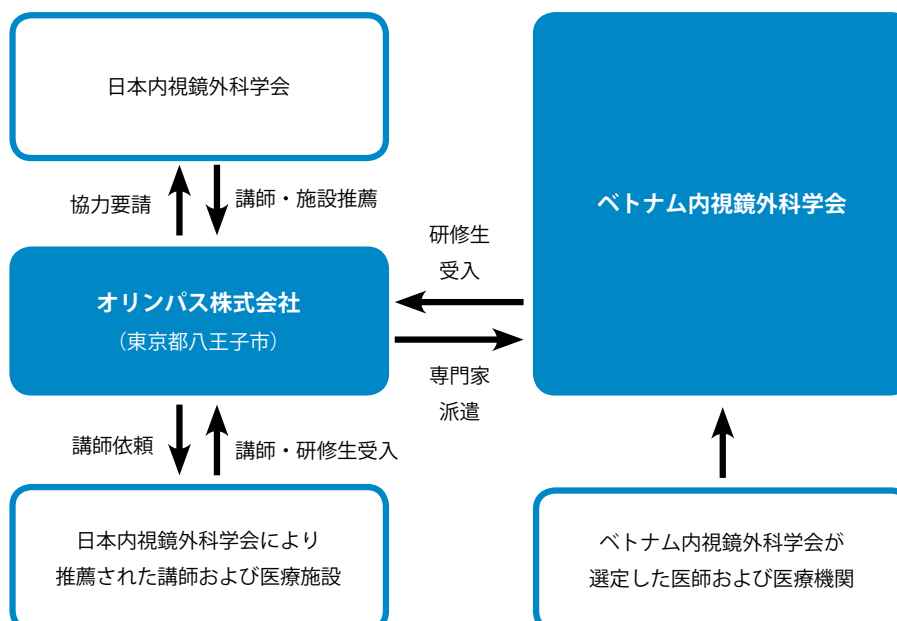 日本内視鏡外科学会
協力要請
講師・施設推薦
ベトナム内視鏡外科学会
研修生
受入
オリンパス株式会社
（東京都八王子市）
専門家
派遣
講師依頼
講師・研修生受入
日本内視鏡外科学会により
推薦された講師および医療施設
ベトナム内視鏡外科学会が
選定した医師および医療機関